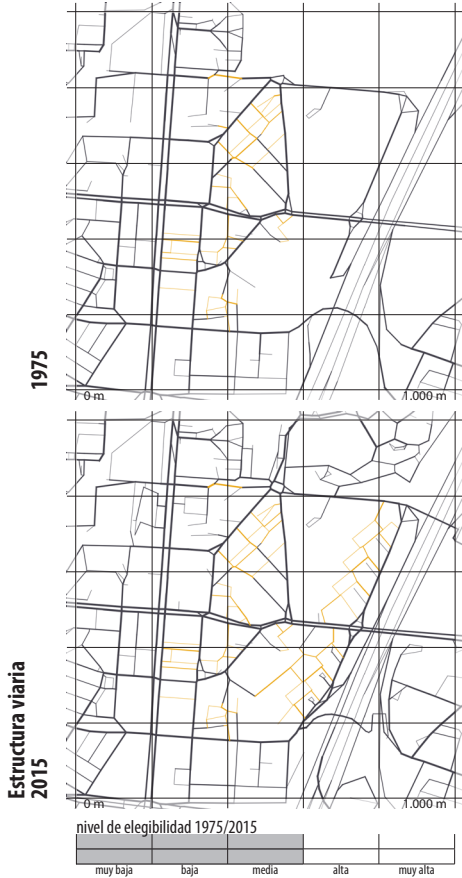 1975
0 m 1.000 m
Estructura viaria
2015
0 m 1.000 m
nivel de elegibilidad 1975/2015
muy baja baja media alta muy alta